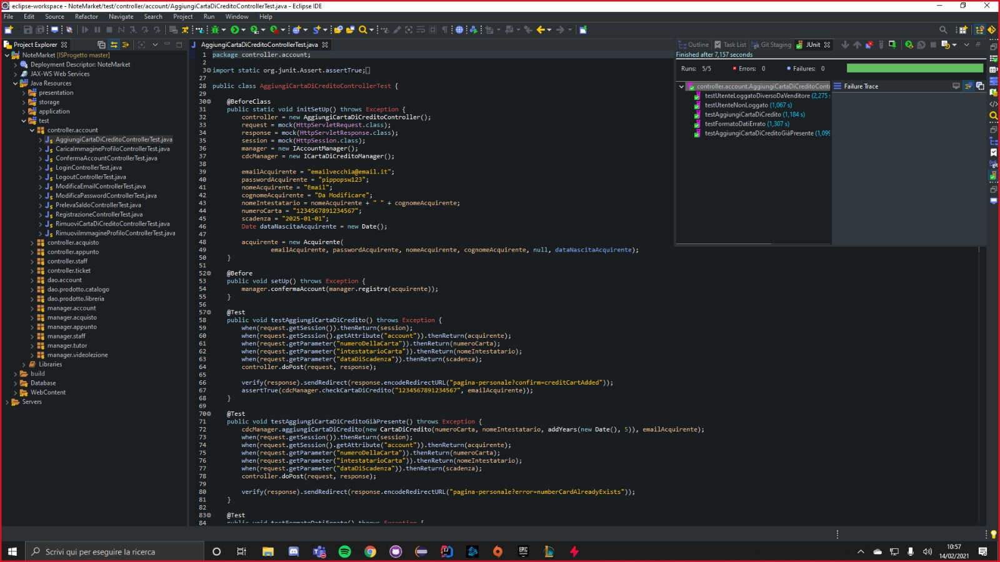 eclipse-workspace - NoteMarket/test/controller/account/AggiungiCartaDiCreditoControllerTest.java - Eclipse IDE
File Edit Source Refactor Navigate Search Project Run Window Help
Project Explorer
NoteMarket [ISProgetto master]
Deployment Descriptor: NoteMarket
JAX-WS Web Services
Java Resources
presentation
storage
application
test
controller.account
AggiungiCartaDiCreditoControllerTest.java
CaricaImmagineProfiloControllerTest.java
ConfermaAccountControllerTest.java
LoginControllerTest.java
LogoutControllerTest.java
ModificaEmailControllerTest.java
ModificaPasswordControllerTest.java
PrelevaSaldoControllerTest.java
RegistrazioneControllerTest.java
RimuoviCartaDiCreditoControllerTest.java
RimuoviImmagineProfiloControllerTest.java
controller.acquisto
controller.appunto
controller.staff
controller.ticket
dao.account
dao.prodotto.catalogo
dao.prodotto.libreria
manager.account
manager.acquisto
manager.appunto
manager.staff
manager.tutor
manager.videolezione
Libraries
build
Database
WebContent
Servers
AggiungiCartaDiCreditoControllerTest.java
1 package controller.account;
2
3 import static org.junit.Assert.assertTrue;
27
28 public class AggiungiCartaDiCreditoControllerTest {
29
30 @BeforeClass
31 public static void initSetUp() throws Exception {
32 controller = new AggiungiCartaDiCreditoController();
33 request = mock(HttpServletRequest.class);
34 response = mock(HttpServletResponse.class);
35 session = mock(HttpSession.class);
36 manager = new IAccountManager();
37 cdcManager = new ICartaDiCreditoManager();
38
39 emailAcquirente = "emailvecchia@email.it";
40 passwordAcquirente = "pippopsw123";
41 nomeAcquirente = "Email";
42 cognomeAcquirente = "Da Modificare";
43 nomeIntestatario = nomeAcquirente + " " + cognomeAcquirente;
44 numeroCarta = "1234567891234567";
45 scadenza = "2025-01-01";
46 Date dataNascitaAcquirente = new Date();
47
48 acquirente = new Acquirente(
49 emailAcquirente, passwordAcquirente, nomeAcquirente, cognomeAcquirente, null, dataNascitaAcquirente);
50 }
51
52 @Before
53 public void setUp() throws Exception {
54 manager.confermaAccount(manager.registra(acquirente));
55 }
56
57 @Test
58 public void testAggiungiCartaDiCredito() throws Exception {
59 when(request.getSession()).thenReturn(session);
60 when(request.getSession().getAttribute("account")).thenReturn(acquirente);
61 when(request.getParameter("numeroDellaCarta")).thenReturn(numeroCarta);
62 when(request.getParameter("intestatarioCarta")).thenReturn(nomeIntestatario);
63 when(request.getParameter("dataDiScadenza")).thenReturn(scadenza);
64 controller.doPost(request, response);
65
66 verify(response).sendRedirect(response.encodeRedirectURL("pagina-personale?confirm=creditCartAdded"));
67 assertTrue(cdcManager.checkCartaDiCredito("1234567891234567", emailAcquirente));
68 }
69
70 @Test
71 public void testAggiungiCartaDiCreditoGiàPresente() throws Exception {
72 cdcManager.aggiungiCartaDiCredito(new CartaDiCredito(numeroCarta, nomeIntestatario, addYears(new Date(), 5)), emailAcquirente);
73 when(request.getSession()).thenReturn(session);
74 when(request.getSession().getAttribute("account")).thenReturn(acquirente);
75 when(request.getParameter("numeroDellaCarta")).thenReturn(numeroCarta);
76 when(request.getParameter("intestatarioCarta")).thenReturn(nomeIntestatario);
77 when(request.getParameter("dataDiScadenza")).thenReturn(scadenza);
78 controller.doPost(request, response);
79
80 verify(response).sendRedirect(response.encodeRedirectURL("pagina-personale?error=numberCardAlreadyExists"));
81 }
82
83 @Test
84 public void testFormatoDatiErrato() throws Exception {
Outline Task List Git Staging JUnit
Finished after 7,157 seconds
Runs: 5/5 Errors: 0 Failures: 0
controller.account.AggiungiCartaDiCreditoCont
testUtenteLoggatoDiversoDaVenditore (2,275 s
testUtenteNonLoggato (1,067 s)
testAggiungiCartaDiCredito (1,184 s)
testFormatoDatiErrato (1,307 s)
testAggiungiCartaDiCreditoGiàPresente (1,099
Failure Trace
Scrivi qui per eseguire la ricerca
EPIC GAMES
10:57
14/02/2021